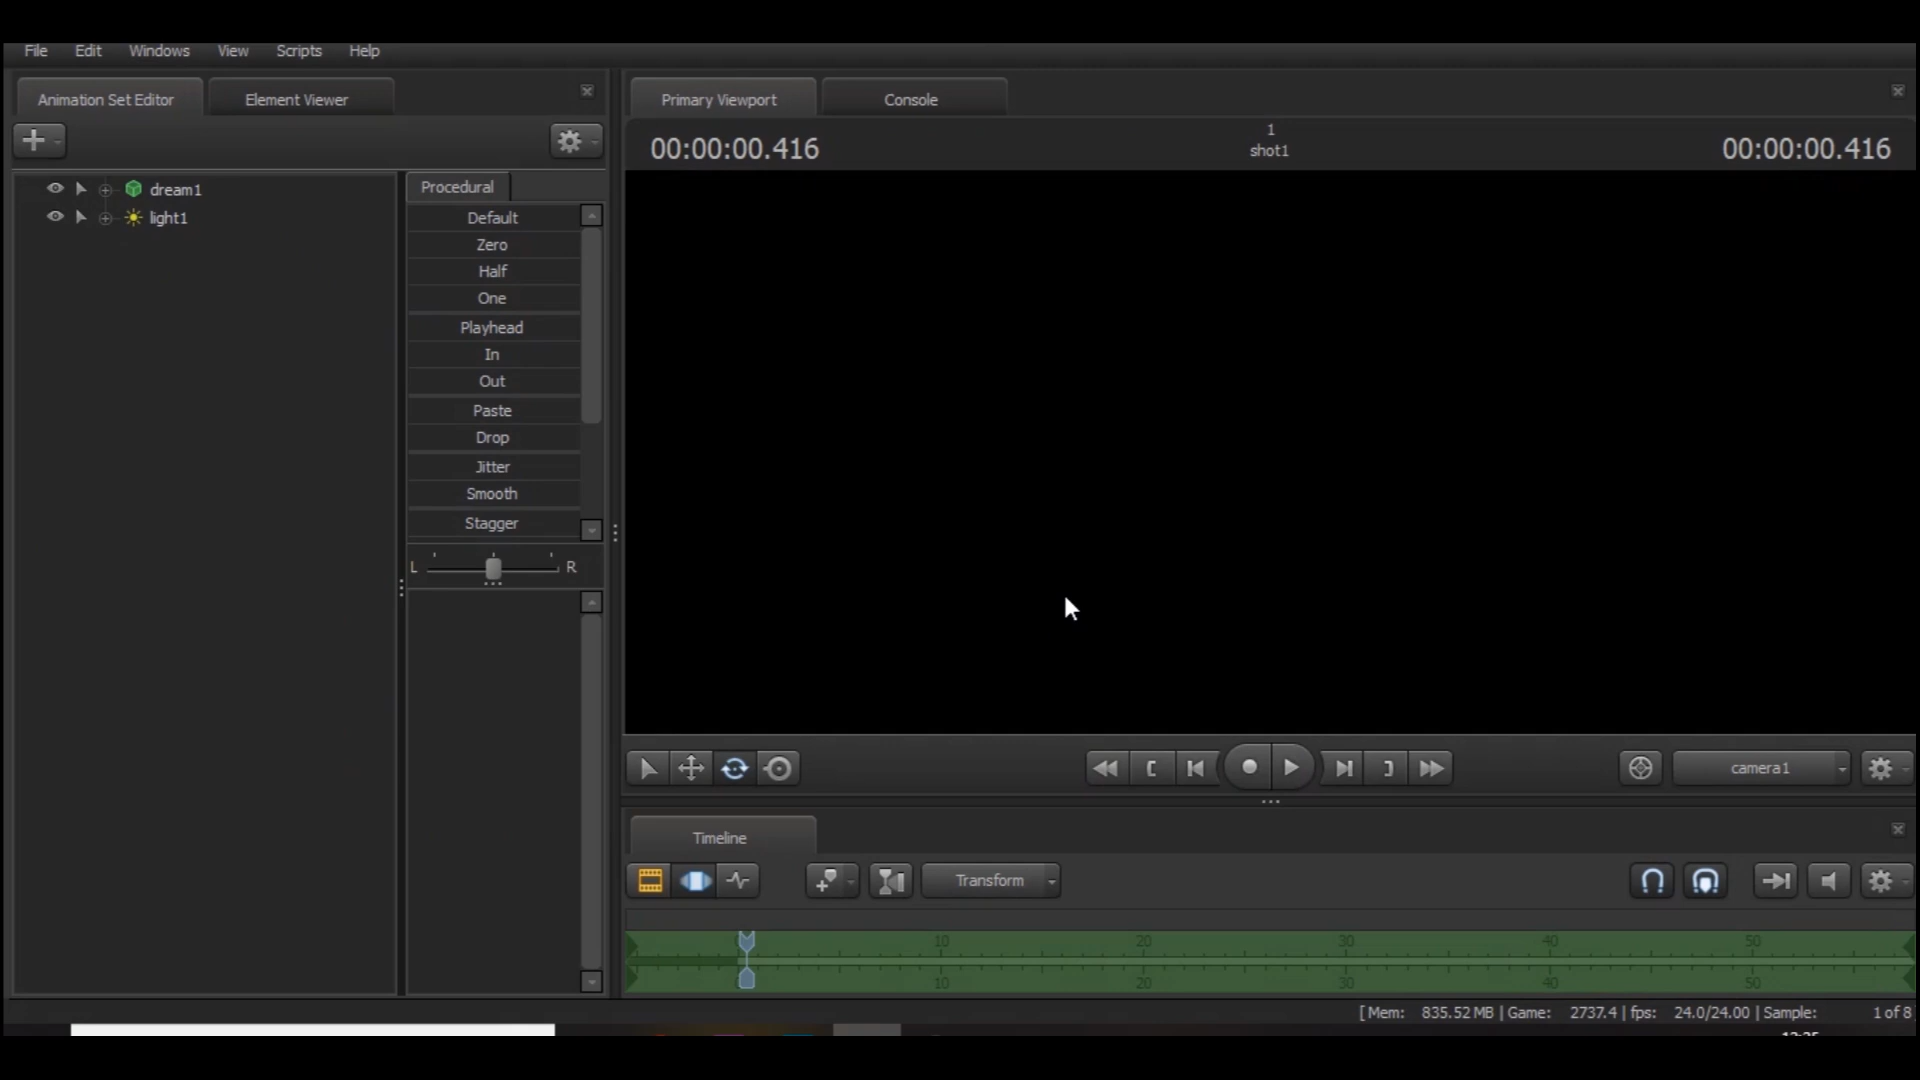 File Edit Windows View Scripts Help
Animation Set Editor Element Viewer
Primary Viewport Console
00:00:00.416
1
shot1
00:00:00.416
dream1
light1
Procedural
Default
Zero
Half
One
Playhead
In
Out
Paste
Drop
Jitter
Smooth
Stagger
L R
camera1
Timeline
Transform
10 20 30 40 50
10 20 30 40 50
[ Mem: 835.52 MB | Game: 2737.4 | fps: 24.0/24.00 | Sample: 1 of 8